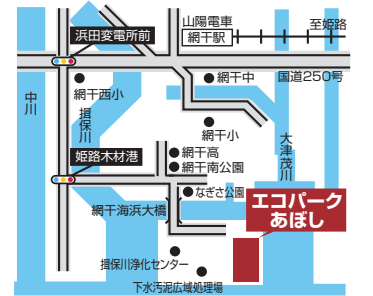 山陽電車
網干駅
至姫路
浜田変電所前
国道250号
網干西小
網干中
中川
揖保川
網干小
大津茂川
姫路木材港
網干高
網干南公園
なぎさ公園
網干海浜大橋
エコパーク
あぼし
揖保川浄化センター
下水汚泥広域処理場